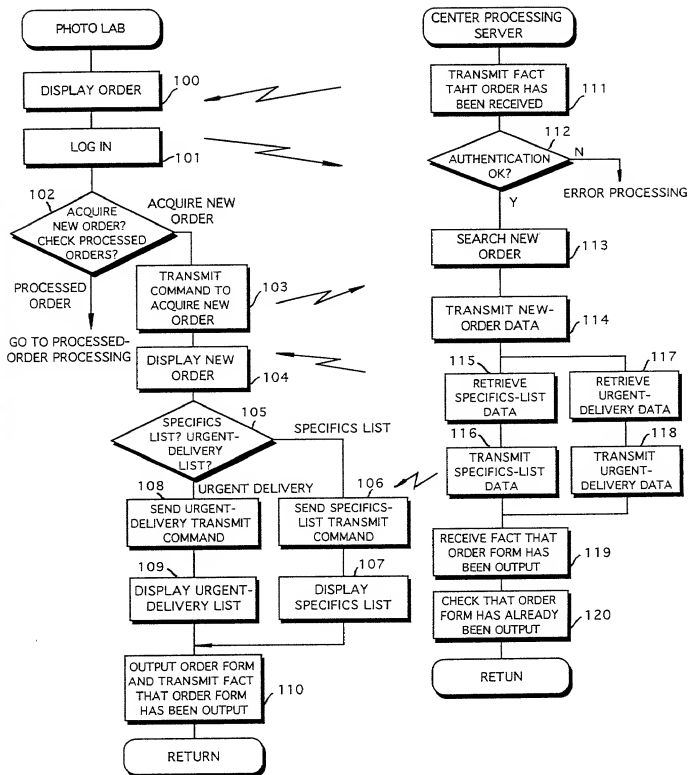 PHOTO LAB
DISPLAY ORDER
100
LOG IN
101
102
ACQUIRE
NEW ORDER?
CHECK PROCESSED
ORDERS?
ACQUIRE NEW
ORDER
PROCESSED
ORDER
GO TO PROCESSED-
ORDER PROCESSING
TRANSMIT
COMMAND TO
ACQUIRE NEW
ORDER
103
DISPLAY NEW
ORDER
104
105
SPECIFICS
LIST? URGENT-
DELIVERY
LIST?
SPECIFICS LIST
URGENT DELIVERY
108
SEND URGENT-
DELIVERY TRANSMIT
COMMAND
106
SEND SPECIFICS-
LIST TRANSMIT
COMMAND
109
DISPLAY URGENT-
DELIVERY LIST
107
DISPLAY
SPECIFICS LIST
OUTPUT ORDER FORM
AND TRANSMIT FACT
THAT ORDER FORM
HAS BEEN OUTPUT
110
RETURN
CENTER PROCESSING
SERVER
TRANSMIT FACT
TAHT ORDER HAS
BEEN RECEIVED
111
112
AUTHENTICATION
OK?
N
ERROR PROCESSING
Y
SEARCH NEW
ORDER
113
TRANSMIT NEW-
ORDER DATA
114
115
RETRIEVE
SPECIFICS-LIST
DATA
117
RETRIEVE
URGENT-
DELIVERY DATA
116
TRANSMIT
SPECIFICS-LIST
DATA
118
TRANSMIT
URGENT-
DELIVERY DATA
RECEIVE FACT THAT
ORDER FORM HAS
BEEN OUTPUT
119
CHECK THAT ORDER
FORM HAS ALREADY
BEEN OUTPUT
120
RETUN